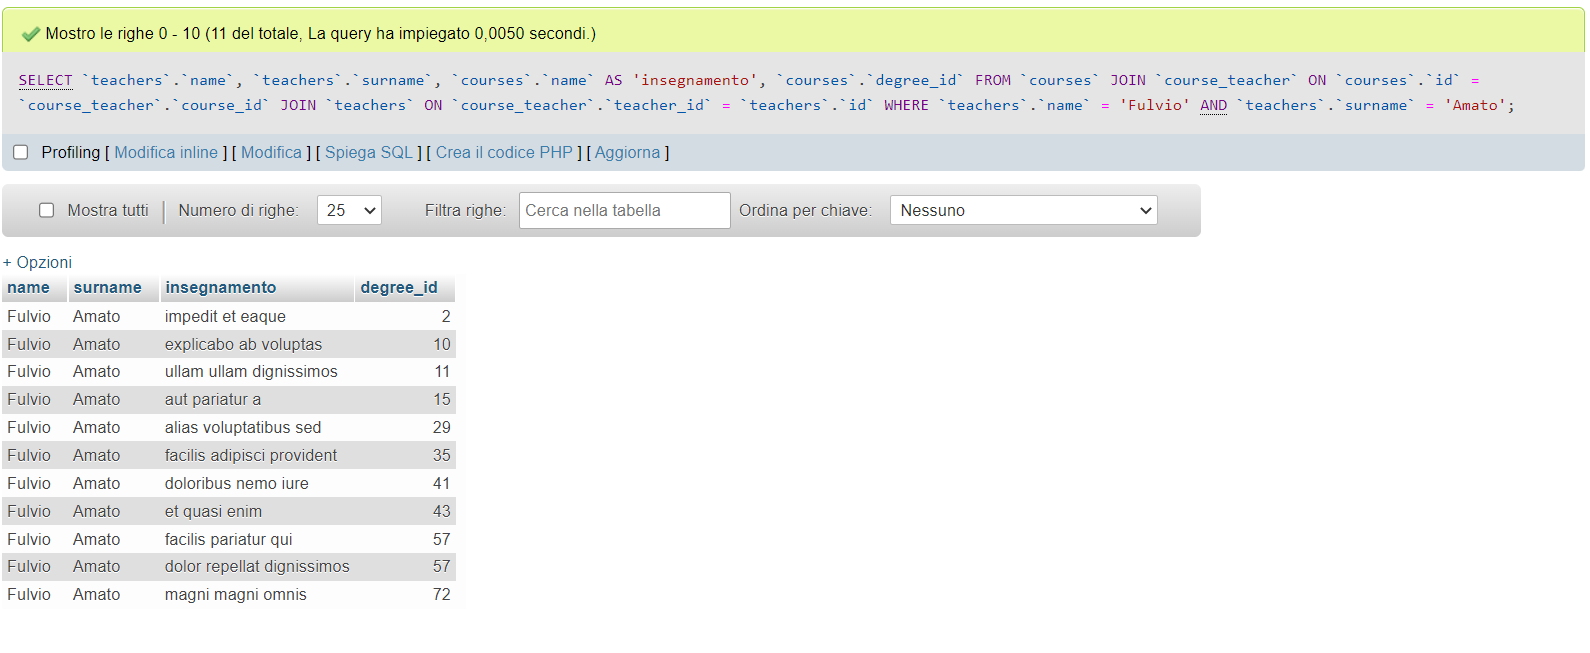 Mostro le righe 0 - 10 (11 del totale, La query ha impiegato 0,0050 secondi.)
SELECT `teachers`.`name`, `teachers`.`surname`, `courses`.`name` AS 'insegnamento', `courses`.`degree_id` FROM `courses` JOIN `course_teacher` ON `courses`.`id` =
`course_teacher`.`course_id` JOIN `teachers` ON `course_teacher`.`teacher_id` = `teachers`.`id` WHERE `teachers`.`name` = 'Fulvio' AND `teachers`.`surname` = 'Amato';
Profiling [ Modifica inline ] [ Modifica ] [ Spiega SQL ] [ Crea il codice PHP ] [ Aggiorna ]
Mostra tutti | Numero di righe: 25 Filtra righe: Cerca nella tabella Ordina per chiave: Nessuno
+ Opzioni
name surname insegnamento degree_id
Fulvio Amato impedit et eaque 2
Fulvio Amato explicabo ab voluptas 10
Fulvio Amato ullam ullam dignissimos 11
Fulvio Amato aut pariatur a 15
Fulvio Amato alias voluptatibus sed 29
Fulvio Amato facilis adipisci provident 35
Fulvio Amato doloribus nemo iure 41
Fulvio Amato et quasi enim 43
Fulvio Amato facilis pariatur qui 57
Fulvio Amato dolor repellat dignissimos 57
Fulvio Amato magni magni omnis 72